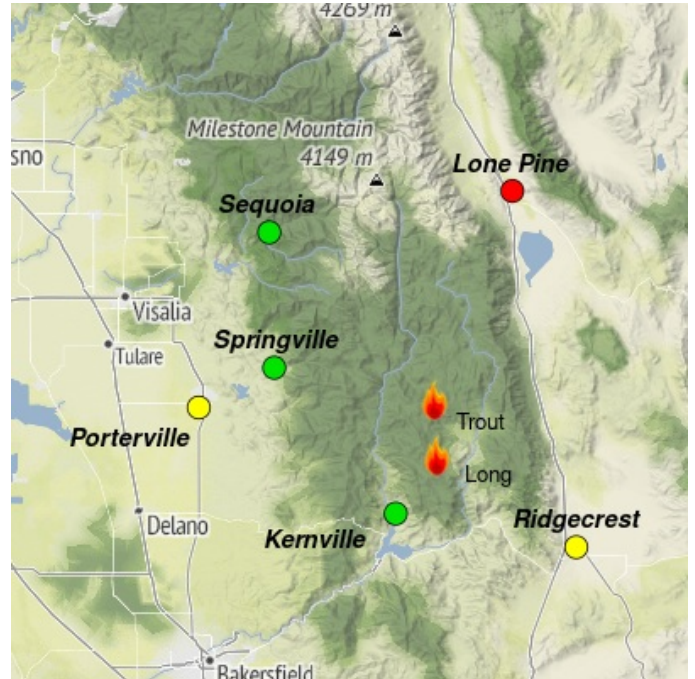 4269 m
Milestone Mountain
4149 m
sno
Lone Pine
Sequoia
Visalia
Springville
Tulare
Porterville
Trout
Long
Delano
Kernville
Ridgecrest
Bakersfield